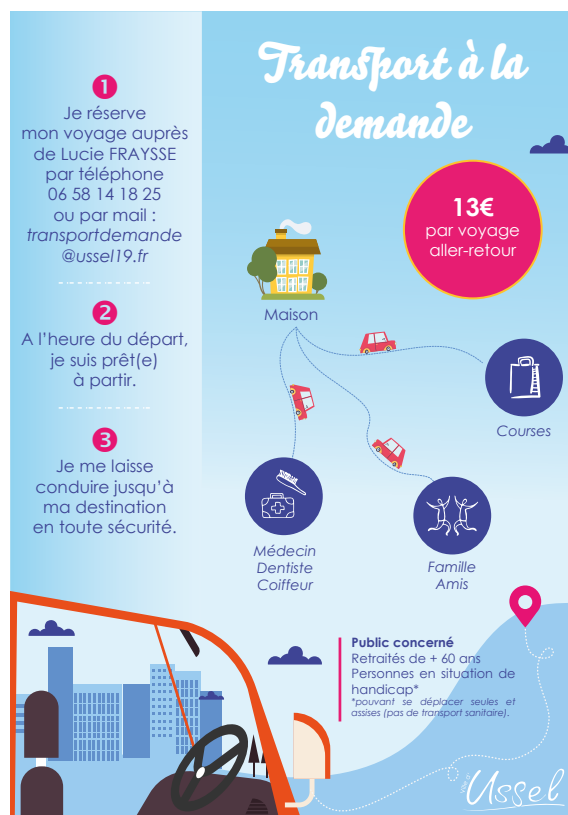 Transport à la
demande
1
Je réserve
mon voyage auprès
de Lucie FRAYSSE
par téléphone
06 58 14 18 25
ou par mail :
transportdemande
@ussel19.fr
2
A l'heure du départ,
je suis prêt(e)
à partir.
3
Je me laisse
conduire jusqu'à
ma destination
en toute sécurité.
13€
par voyage
aller-retour
Maison
Courses
Médecin
Dentiste
Coiffeur
Famille
Amis
Public concerné
Retraités de + 60 ans
Personnes en situation de
handicap*
*pouvant se déplacer seules et
assises (pas de transport sanitaire).
Ussel